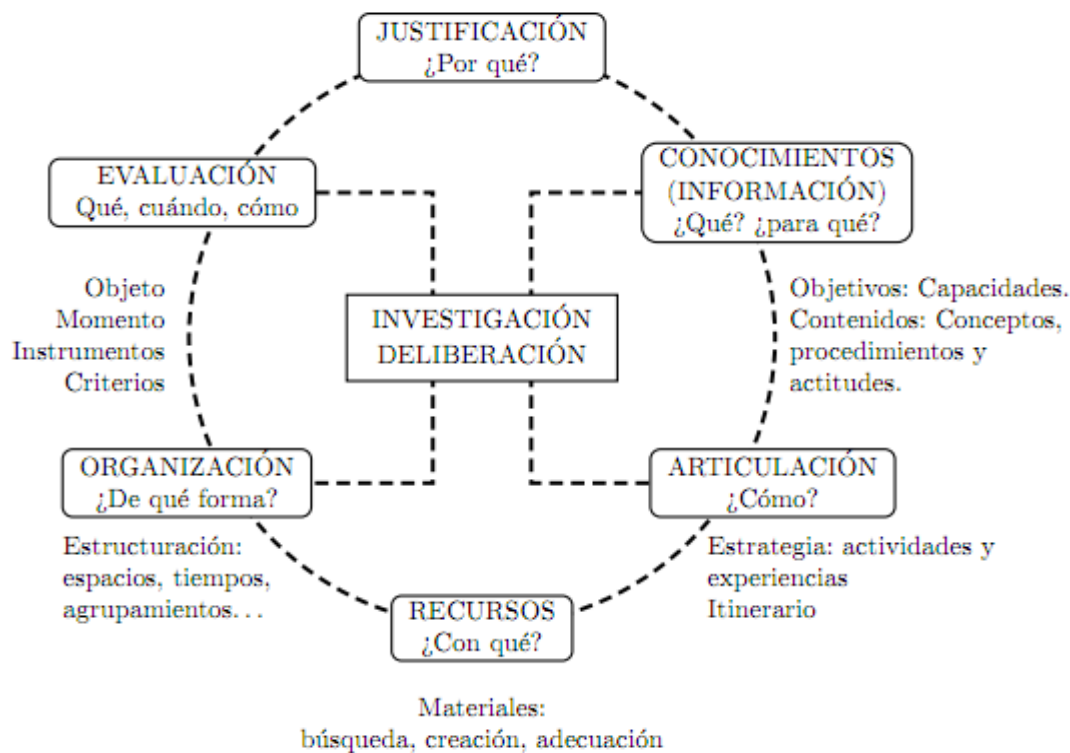 JUSTIFICACIÓN
¿Por qué?
EVALUACIÓN
Qué, cuándo, cómo
CONOCIMIENTOS
(INFORMACIÓN)
¿Qué? ¿para qué?
Objeto
Momento
Instrumentos
Criterios
INVESTIGACIÓN
DELIBERACIÓN
Objetivos: Capacidades.
Contenidos: Conceptos,
procedimientos y
actitudes.
ORGANIZACIÓN
¿De qué forma?
ARTICULACIÓN
¿Cómo?
Estructuración:
espacios, tiempos,
agrupamientos...
Estrategia: actividades y
experiencias
Itinerario
RECURSOS
¿Con qué?
Materiales:
búsqueda, creación, adecuación